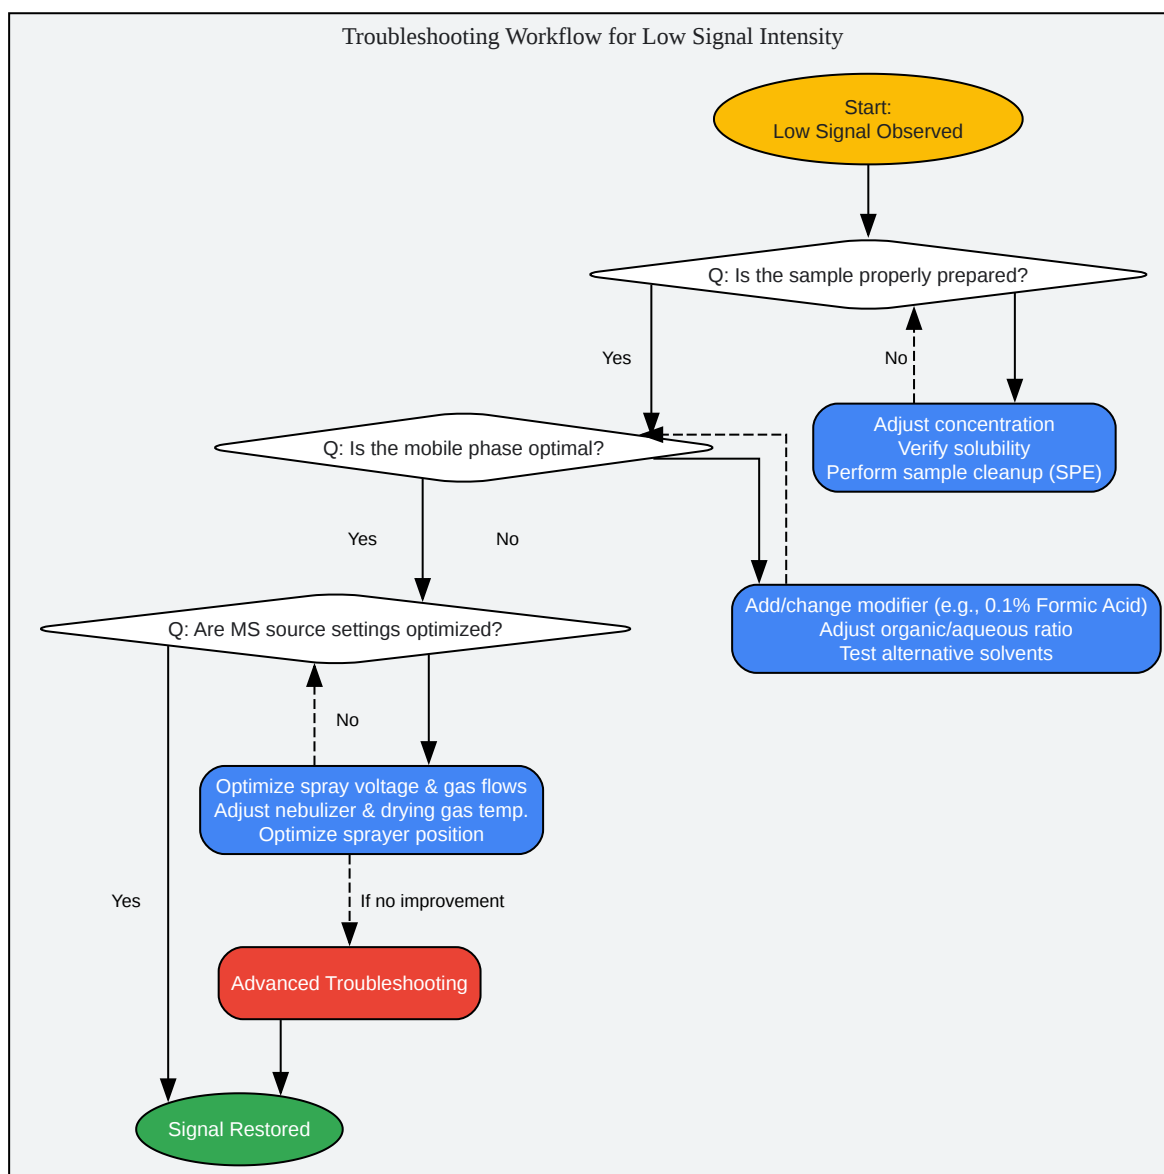 Troubleshooting Workflow for Low Signal Intensity
Start:
Low Signal Observed
Q: Is the sample properly prepared?
Yes
No
Adjust concentration
Verify solubility
Perform sample cleanup (SPE)
Q: Is the mobile phase optimal?
Yes
No
Add/change modifier (e.g., 0.1% Formic Acid)
Adjust organic/aqueous ratio
Test alternative solvents
Q: Are MS source settings optimized?
No
Optimize spray voltage & gas flows
Adjust nebulizer & drying gas temp.
Optimize sprayer position
Yes
If no improvement
Advanced Troubleshooting
Signal Restored